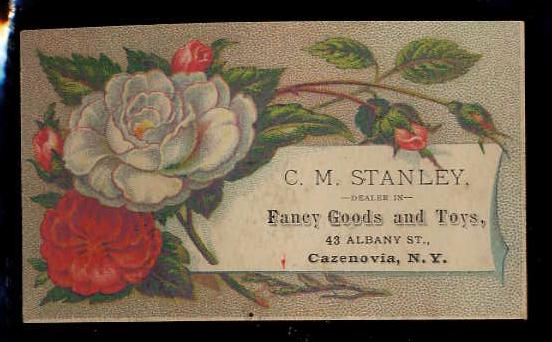 C. M. STANLEY,
—DEALER IN—
Fancy Goods and Toys,
43 ALBANY ST.,
Cazenovia, N. Y.